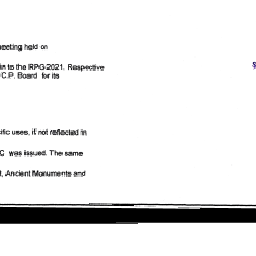 eeting held on
in to the IRPG-2021. Respective
C.P. Board for its
ific uses, if not reflected in
C was issued. The same
t, Ancient Monuments and